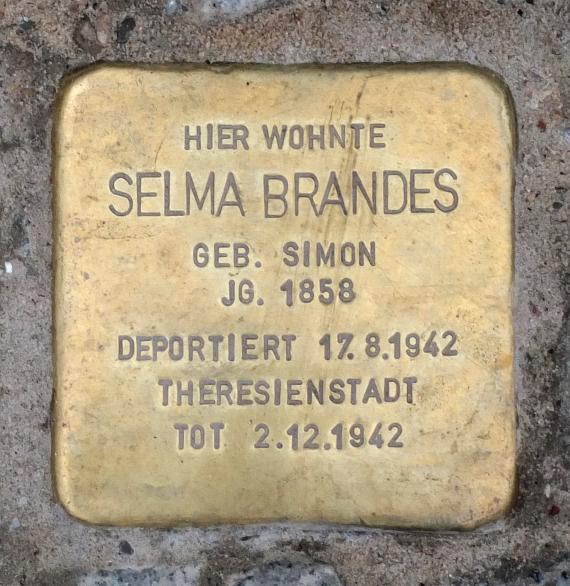 HIER WOHNTE
SELMA BRANDES
GEB. SIMON
JG. 1858
DEPORTIERT 17.8.1942
THERESIENSTADT
TOT 2.12.1942